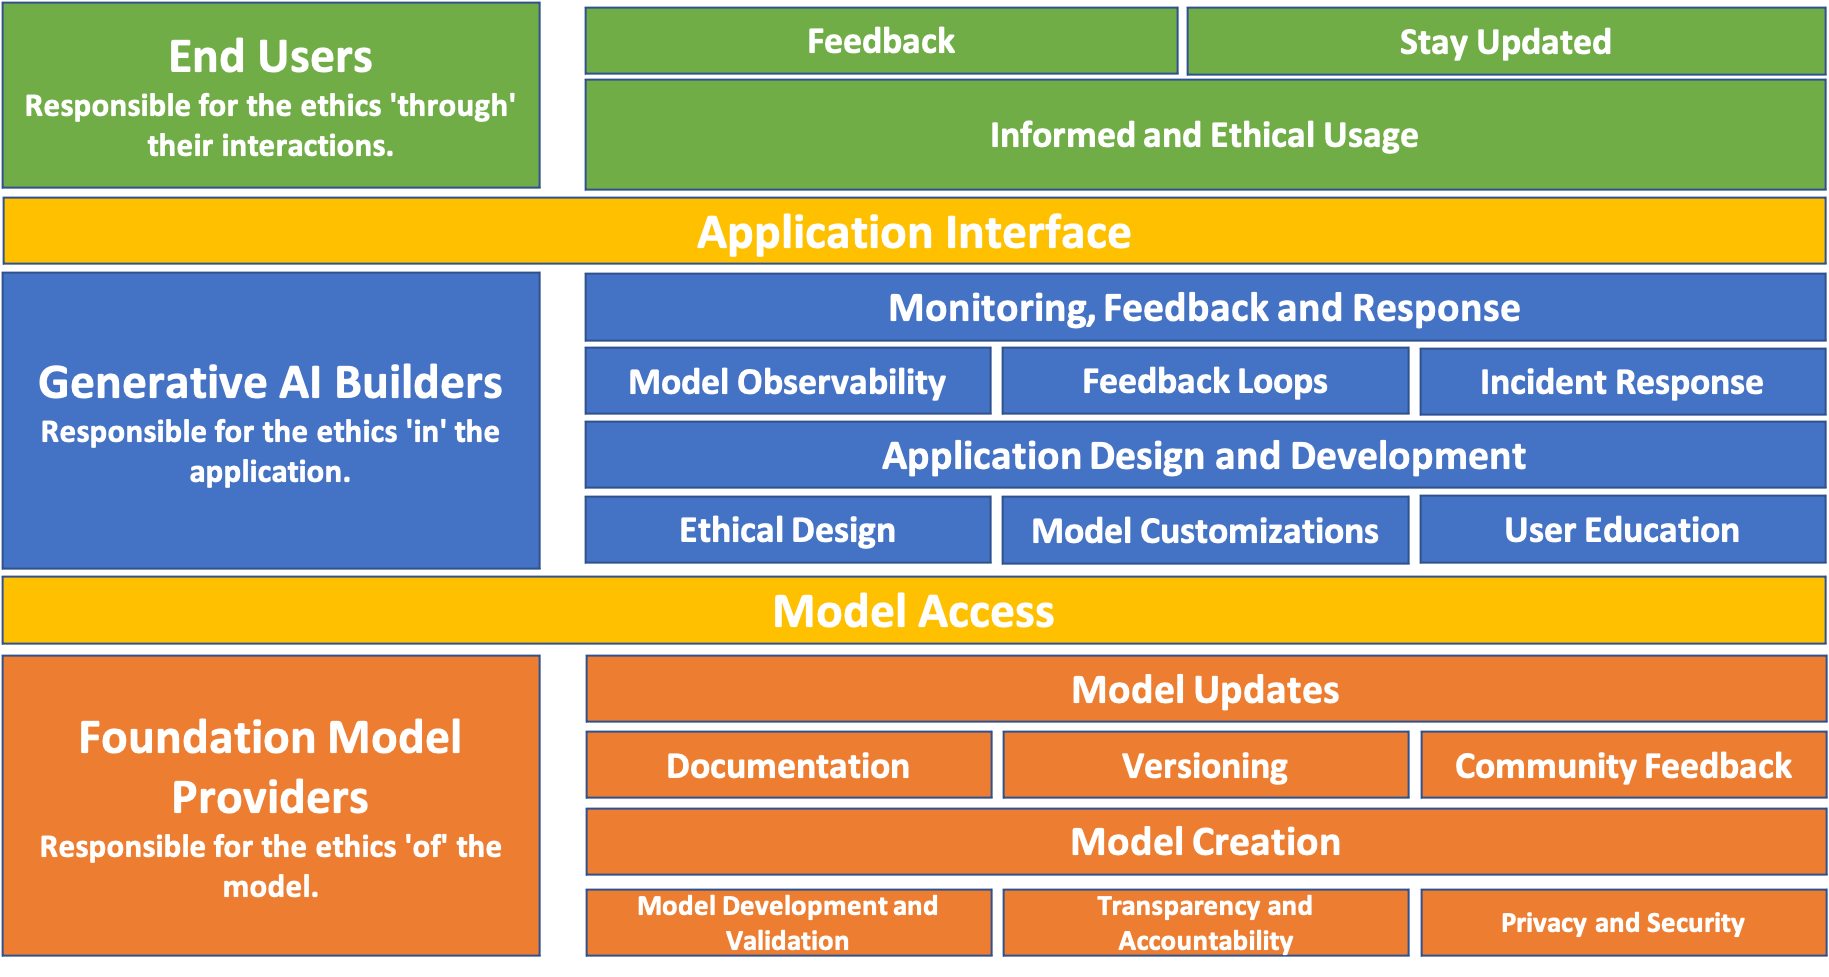 End Users
Responsible for the ethics 'through'
their interactions.
Feedback
Stay Updated
Informed and Ethical Usage
Application Interface
Generative AI Builders
Responsible for the ethics 'in' the
application.
Monitoring, Feedback and Response
Model Observability
Feedback Loops
Incident Response
Application Design and Development
Ethical Design
Model Customizations
User Education
Model Access
Foundation Model
Providers
Responsible for the ethics 'of' the
model.
Model Updates
Documentation
Versioning
Community Feedback
Model Creation
Model Development and
Validation
Transparency and
Accountability
Privacy and Security